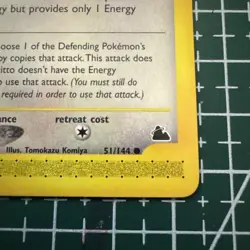 gy but provides only 1 Energy
oose 1 of the Defending Pokémon's
y copies that attack. This attack does
itto doesn't have the Energy
use that attack. (You must still do
required in order to use that attack.)
ance retreat cost
Illus. Tomokazu Komiya 51/144